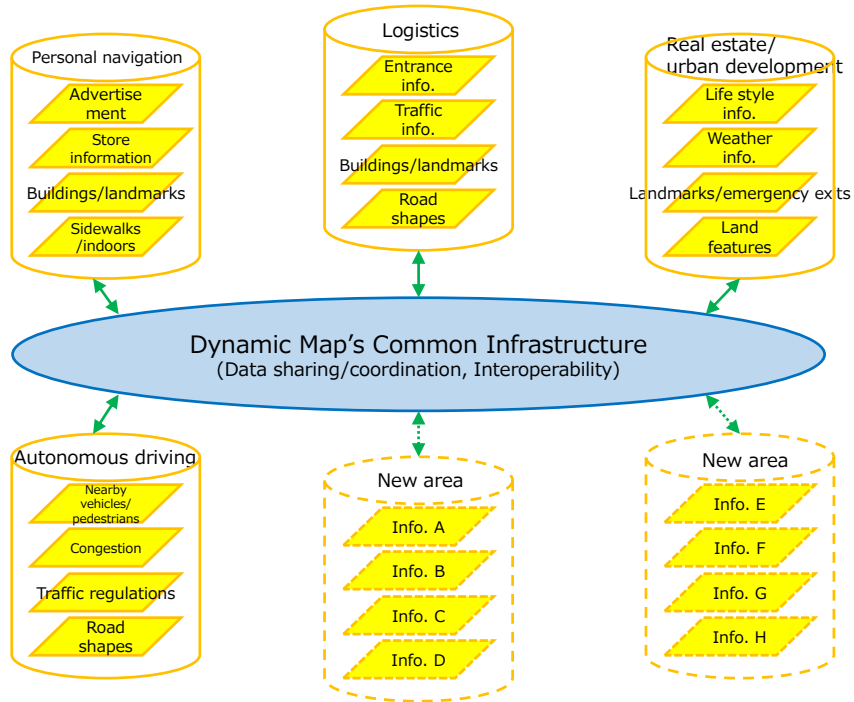 Personal navigation
Advertise
ment
Store
information
Buildings/landmarks
Sidewalks
/indoors
Logistics
Entrance
info.
Traffic
info.
Buildings/landmarks
Road
shapes
Real estate/
urban development
Life style
info.
Weather
info.
Landmarks/emergency exits
Land
features
Dynamic Map’s Common Infrastructure
(Data sharing/coordination, Interoperability)
Autonomous driving
Nearby
vehicles/
pedestrians
Congestion
Traffic regulations
Road
shapes
New area
Info. A
Info. B
Info. C
Info. D
New area
Info. E
Info. F
Info. G
Info. H